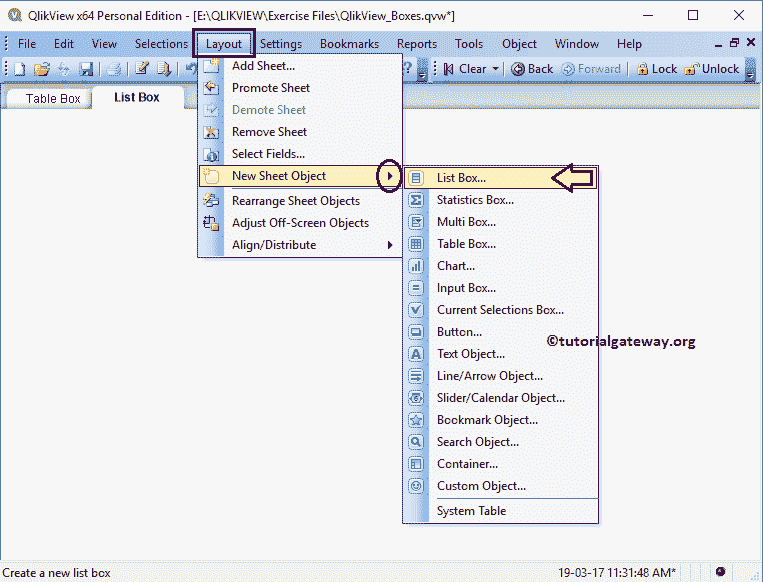 QlikView x64 Personal Edition - [E:\QLIKVIEW\Exercise Files\QlikView_Boxes.qvw*]
File Edit View Selections Layout Settings Bookmarks Reports Tools Object Window Help
? Clear Back Forward Lock Unlock
Table Box List Box
Add Sheet...
Promote Sheet
Demote Sheet
Remove Sheet
Select Fields...
New Sheet Object
Rearrange Sheet Objects
Adjust Off-Screen Objects
Align/Distribute
List Box...
Statistics Box...
Multi Box...
Table Box...
Chart...
Input Box...
Current Selections Box...
Button...
Text Object...
Line/Arrow Object...
Slider/Calendar Object...
Bookmark Object...
Search Object...
Container...
Custom Object...
System Table
©tutorialgateway.org
Create a new list box 19-03-17 11:31:48 AM*